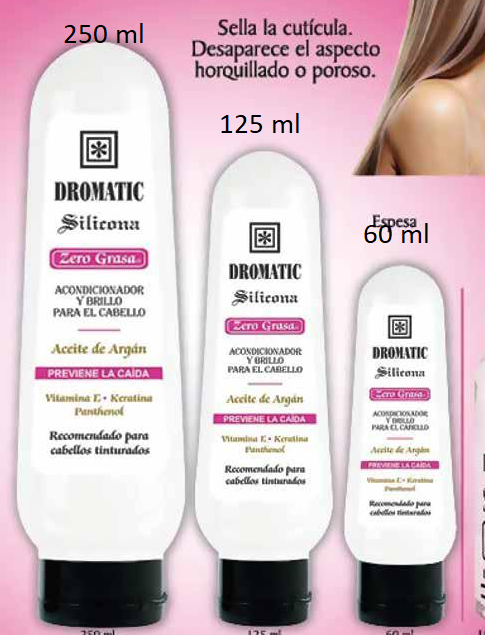 Sella la cutícula.
Desaparece el aspecto
horquillado o poroso.
250 ml
DROMATIC
Silicona
Zero Grasa
ACONDICIONADOR
Y BRILLO
PARA EL CABELLO
Aceite de Argán
PREVIENE LA CAÍDA
Vitamina E • Keratina
Panthenol
Recomendado para
cabellos tinturados
250 ml
125 ml
DROMATIC
Silicona
Zero Grasa
ACONDICIONADOR
Y BRILLO
PARA EL CABELLO
Aceite de Argán
PREVIENE LA CAÍDA
Vitamina E • Keratina
Panthenol
Recomendado para
cabellos tinturados
125 ml
Espesa
60 ml
DROMATIC
Silicona
Zero Grasa
ACONDICIONADOR
Y BRILLO
PARA EL CABELLO
Aceite de Argán
PREVIENE LA CAÍDA
Vitamina E • Keratina
Panthenol
Recomendado para
cabellos tinturados
60 ml